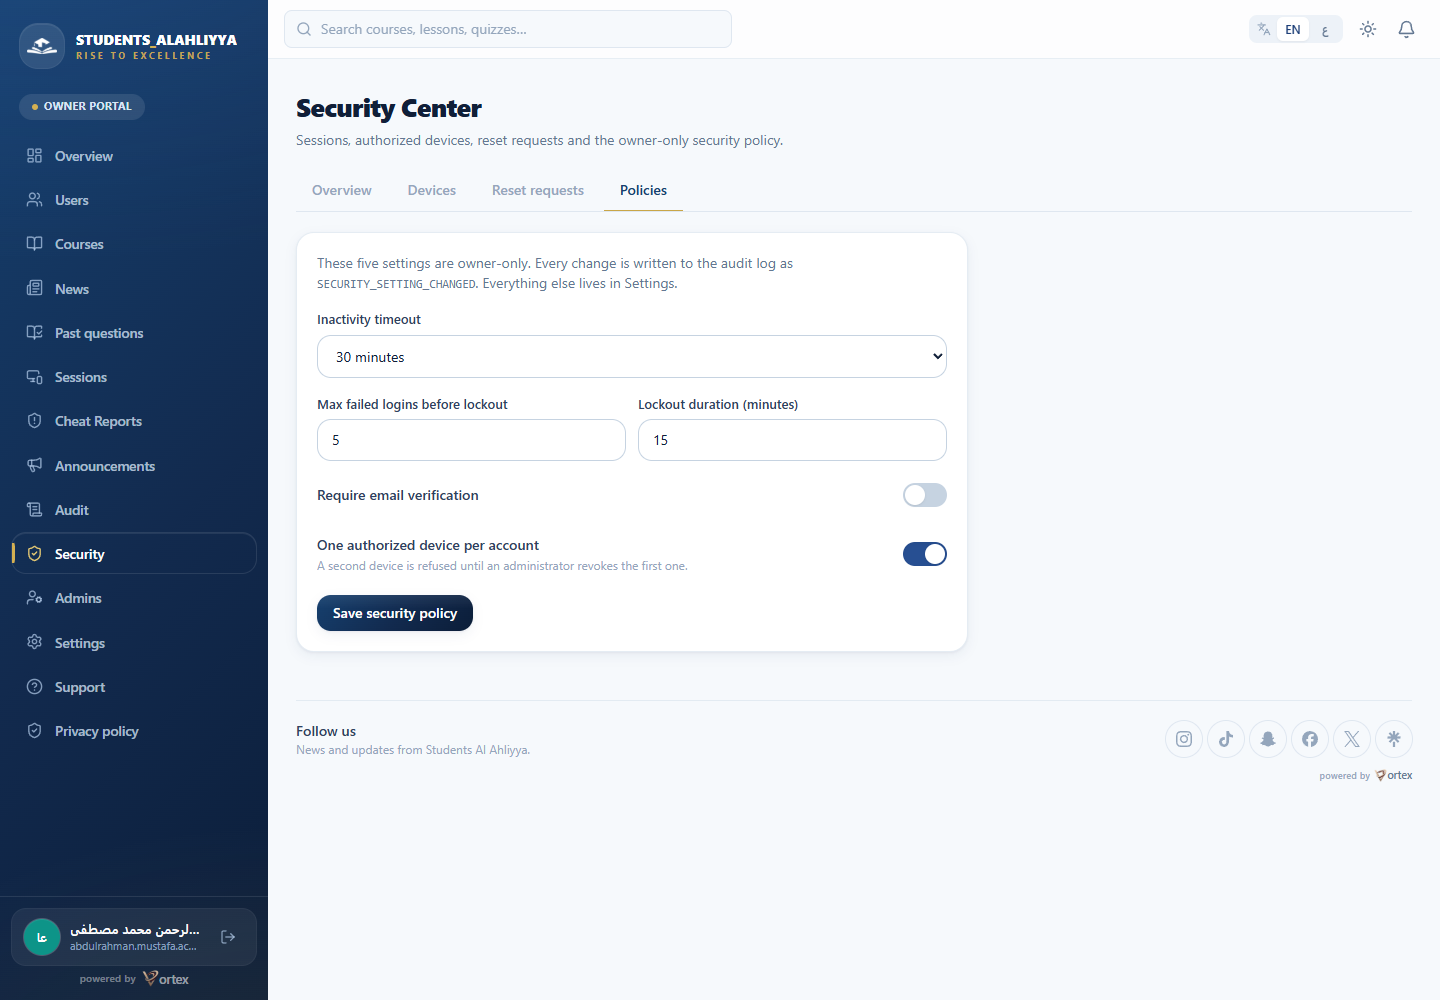 STUDENTS_ALAHLIYYA
RISE TO EXCELLENCE
OWNER PORTAL
Overview
Users
Courses
News
Past questions
Sessions
Cheat Reports
Announcements
Audit
Security
Admins
Settings
Support
Privacy policy
عا
...لرحمن محمد مصطفى
abdulrahman.mustafa.ac...
powered by Vortex
Search courses, lessons, quizzes...
EN
ع
Security Center
Sessions, authorized devices, reset requests and the owner-only security policy.
Overview
Devices
Reset requests
Policies
These five settings are owner-only. Every change is written to the audit log as
SECURITY_SETTING_CHANGED. Everything else lives in Settings.
Inactivity timeout
30 minutes
Max failed logins before lockout
Lockout duration (minutes)
5
15
Require email verification
One authorized device per account
A second device is refused until an administrator revokes the first one.
Save security policy
Follow us
News and updates from Students Al Ahliyya.
powered by Vortex